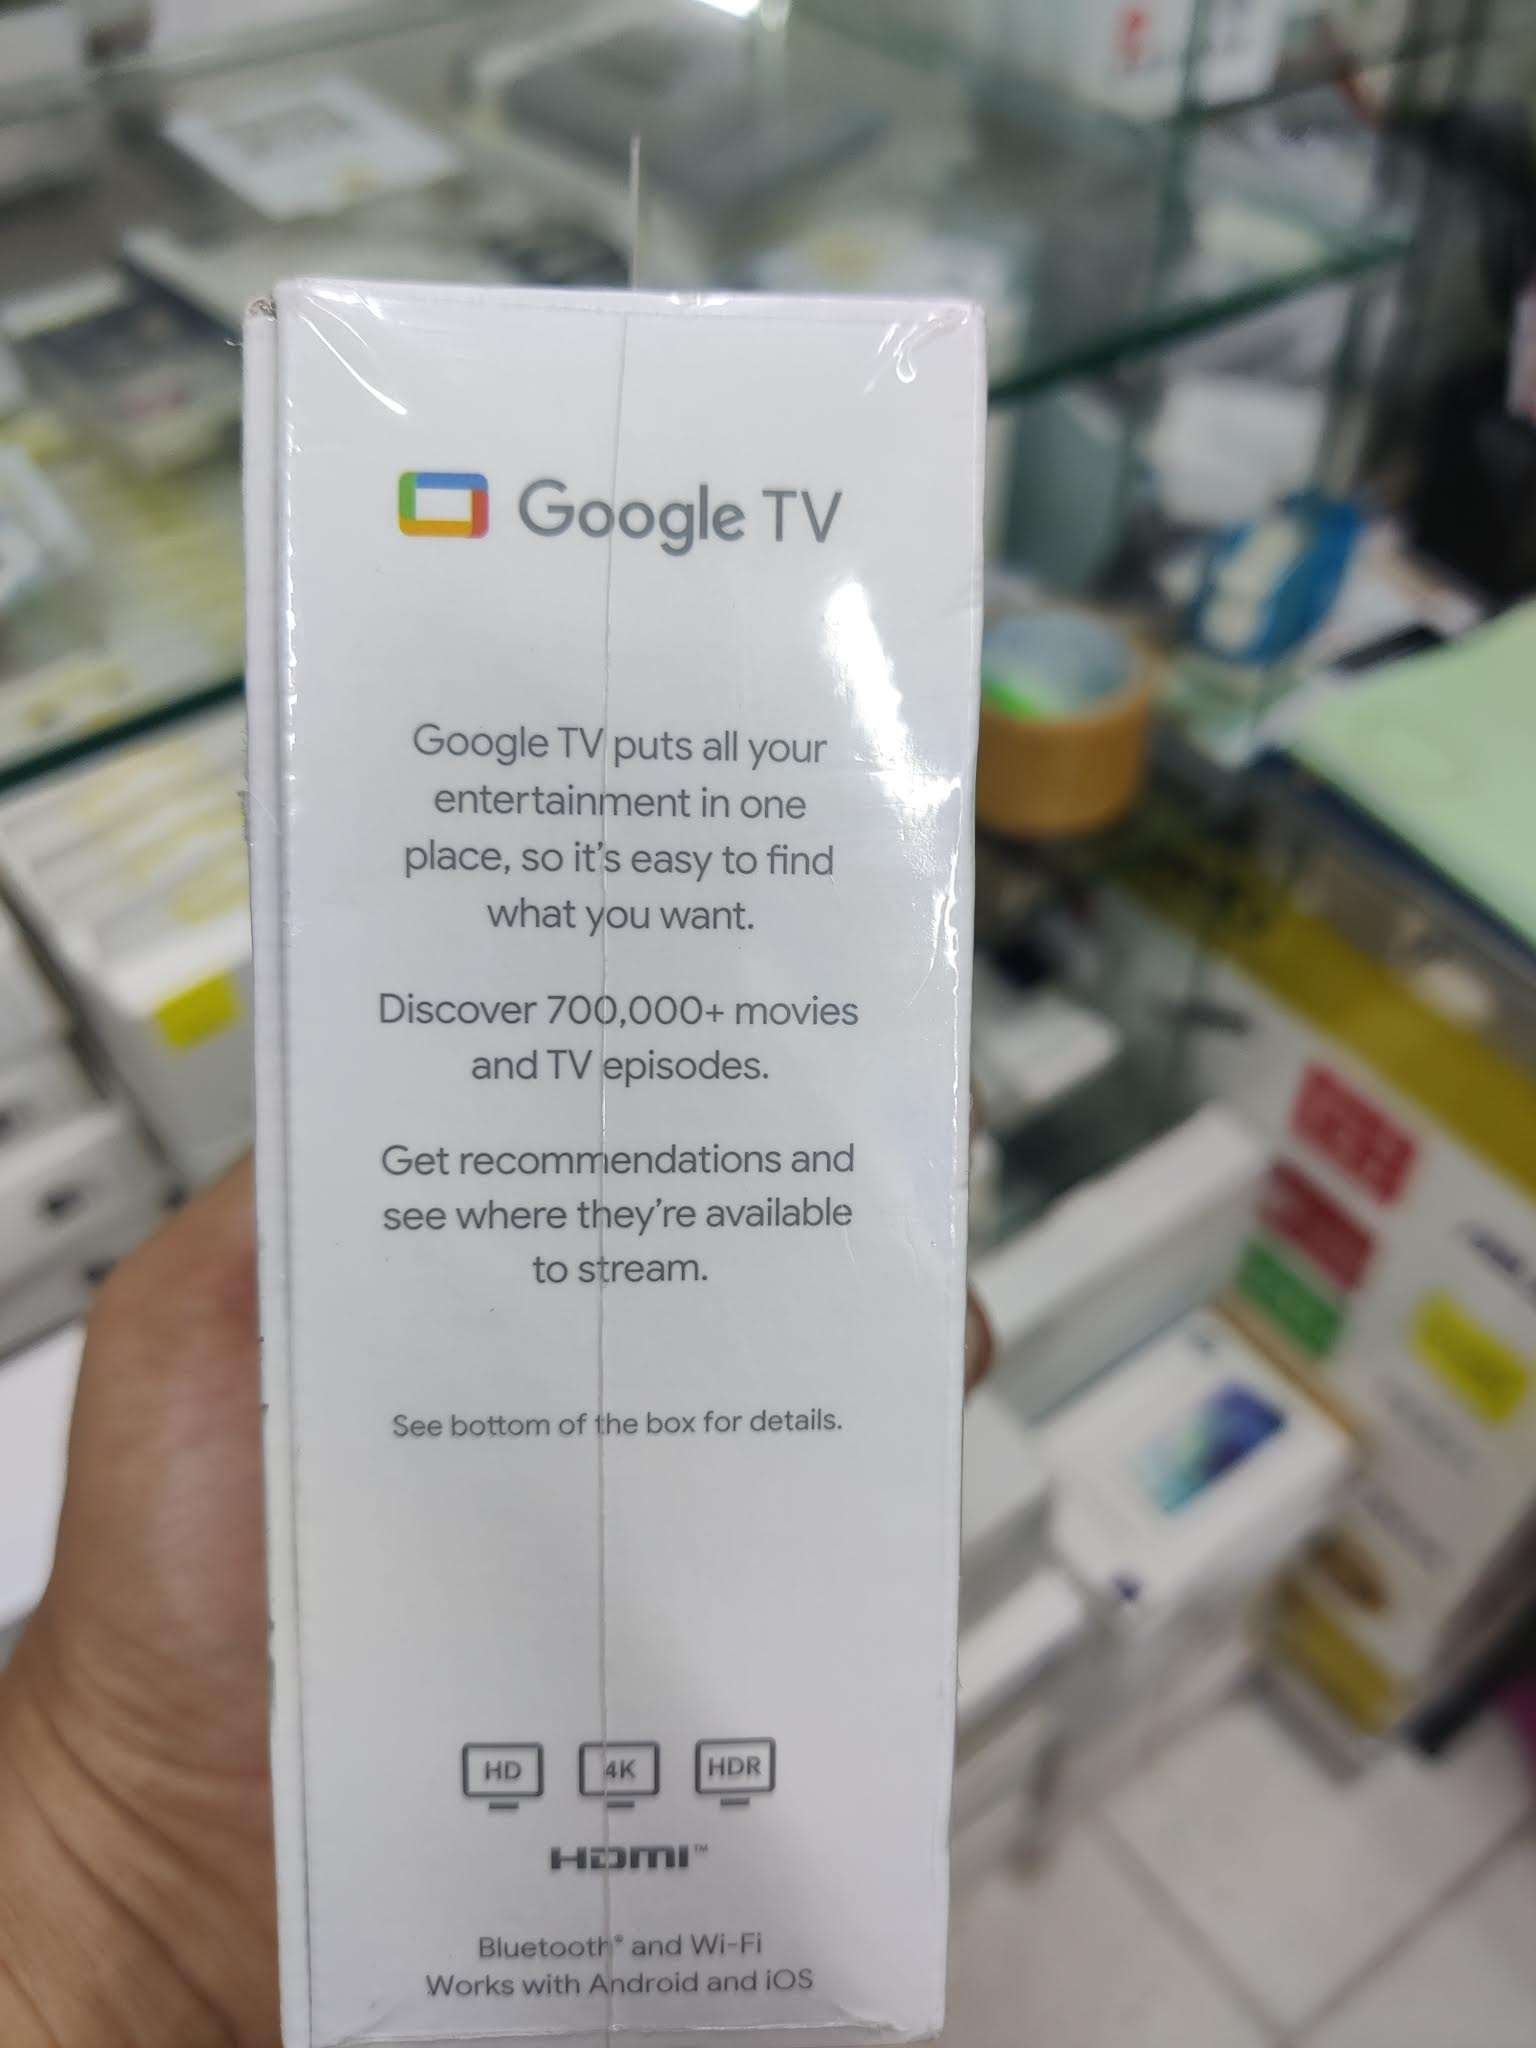 Google TV
Google TV puts all your
entertainment in one
place, so it's easy to find
what you want.
Discover 700,000+ movies
and TV episodes.
Get recommendations and
see where they're available
to stream.
See bottom of the box for details.
HD 4K HDR
HDMI™
Bluetooth® and Wi-Fi
Works with Android and iOS